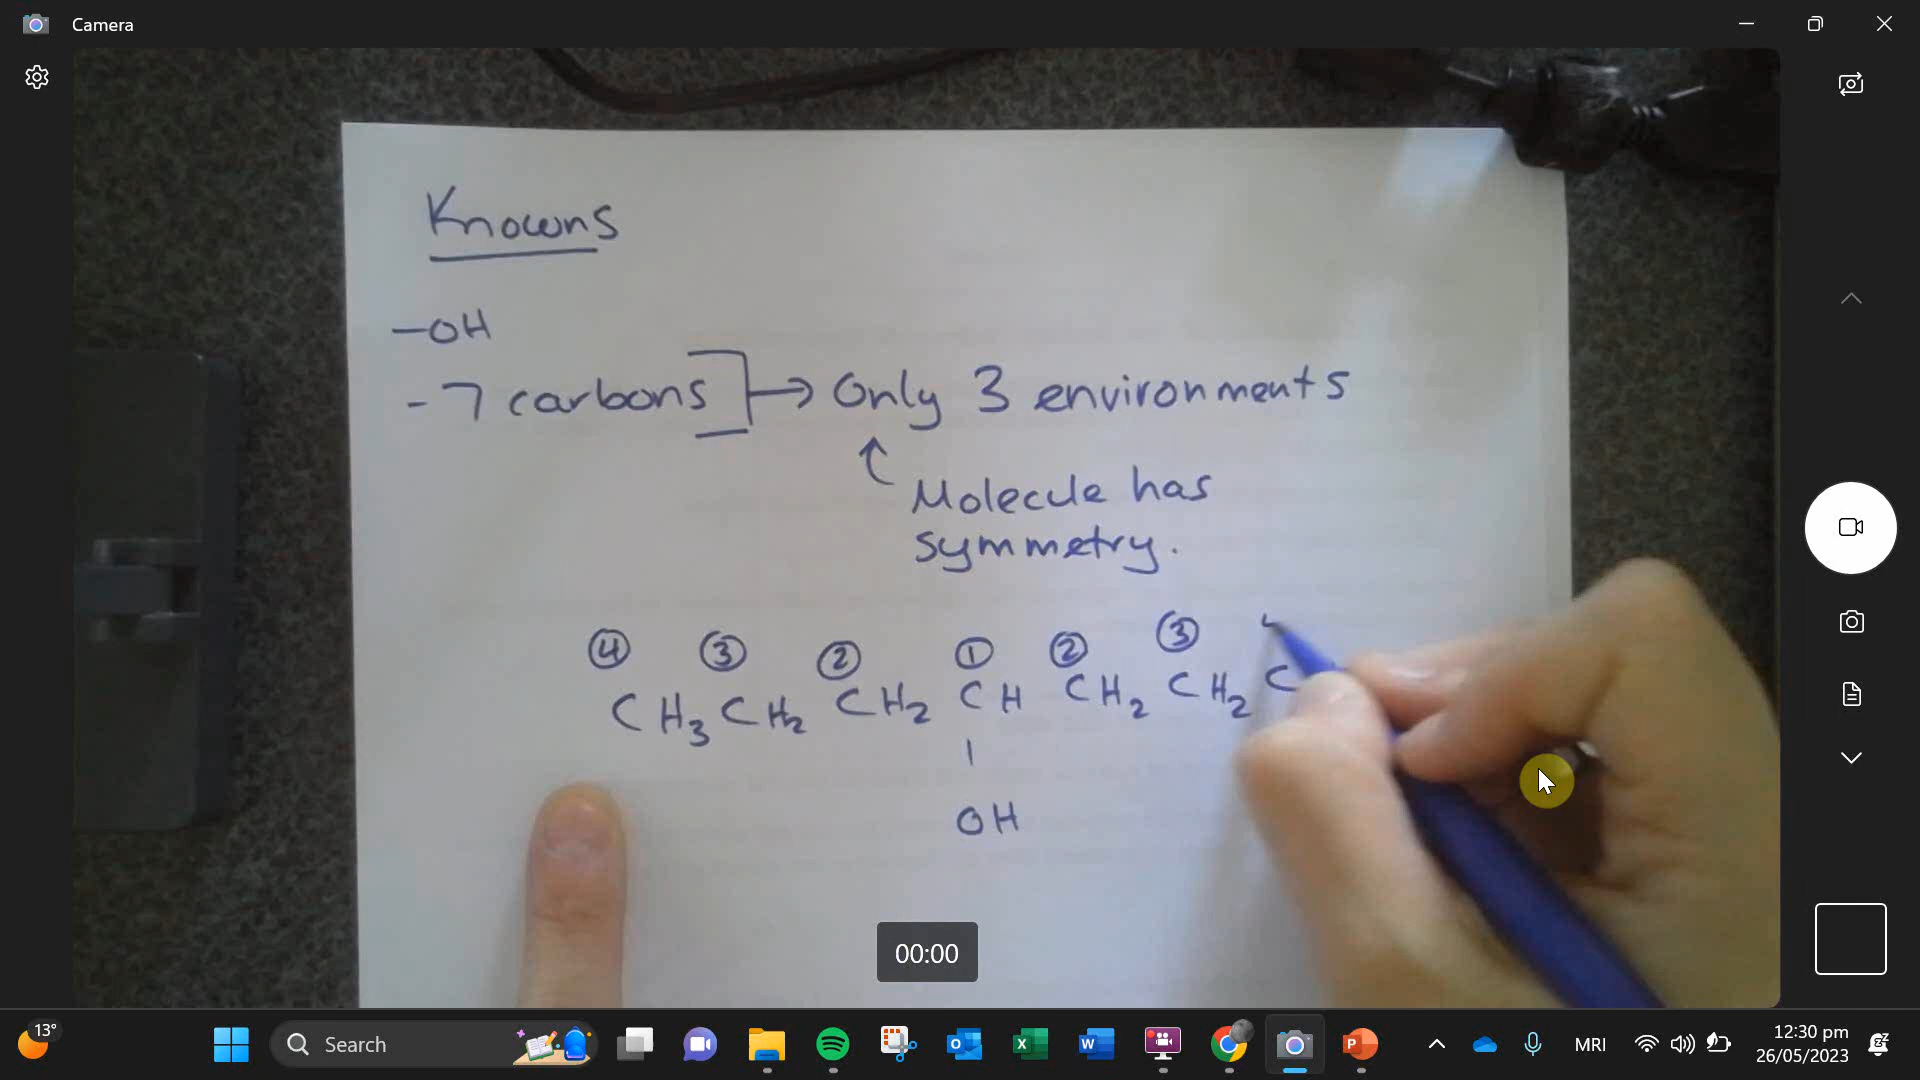 Camera
Knowns
-OH
- 7 carbons → Only 3 environments
Molecule has
symmetry.
④ ③ ② ① ② ③
CH₃ CH₂ CH₂ CH CH₂ CH₂ C
OH
00:00
13°
Search
MRI
12:30 pm
26/05/2023